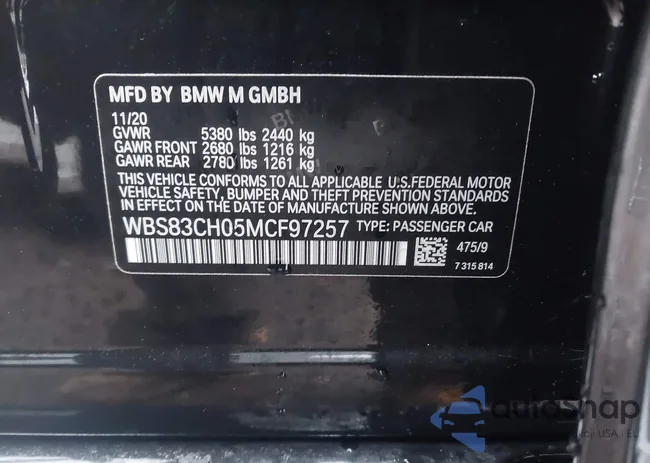 MFD BY BMW M GMBH
11/20
GVWR 5380 lbs 2440 kg
GAWR FRONT 2680 lbs 1216 kg
GAWR REAR 2780 lbs 1261 kg
THIS VEHICLE CONFORMS TO ALL APPLICABLE U.S.FEDERAL MOTOR
VEHICLE SAFETY, BUMPER AND THEFT PREVENTION STANDARDS
IN EFFECT ON THE DATE OF MANUFACTURE SHOWN ABOVE.
WBS83CH05MCF97257 TYPE: PASSENGER CAR
475/9
7 315 814
autoSnap
USA i EU